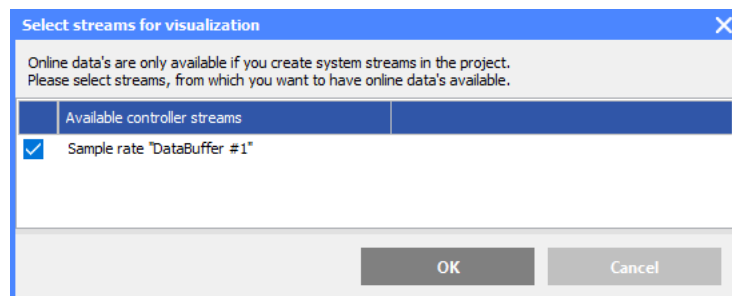 Select streams for visualization
Online data's are only available if you create system streams in the project.
Please select streams, from which you want to have online data's available.
Available controller streams
Sample rate "DataBuffer #1"
OK
Cancel